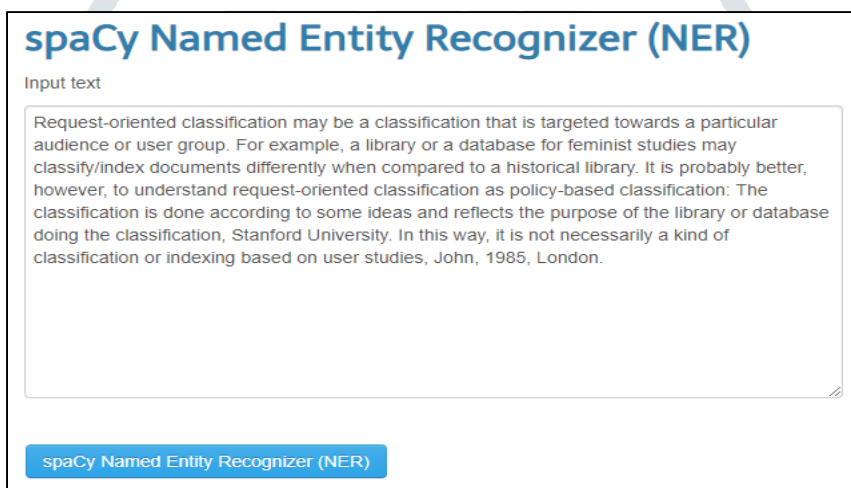 spaCy Named Entity Recognizer (NER)
Input text
Request-oriented classification may be a classification that is targeted towards a particular
audience or user group. For example, a library or a database for feminist studies may
classify/index documents differently when compared to a historical library. It is probably better,
however, to understand request-oriented classification as policy-based classification: The
classification is done according to some ideas and reflects the purpose of the library or database
doing the classification, Stanford University. In this way, it is not necessarily a kind of
classification or indexing based on user studies, John, 1985, London.
spaCy Named Entity Recognizer (NER)